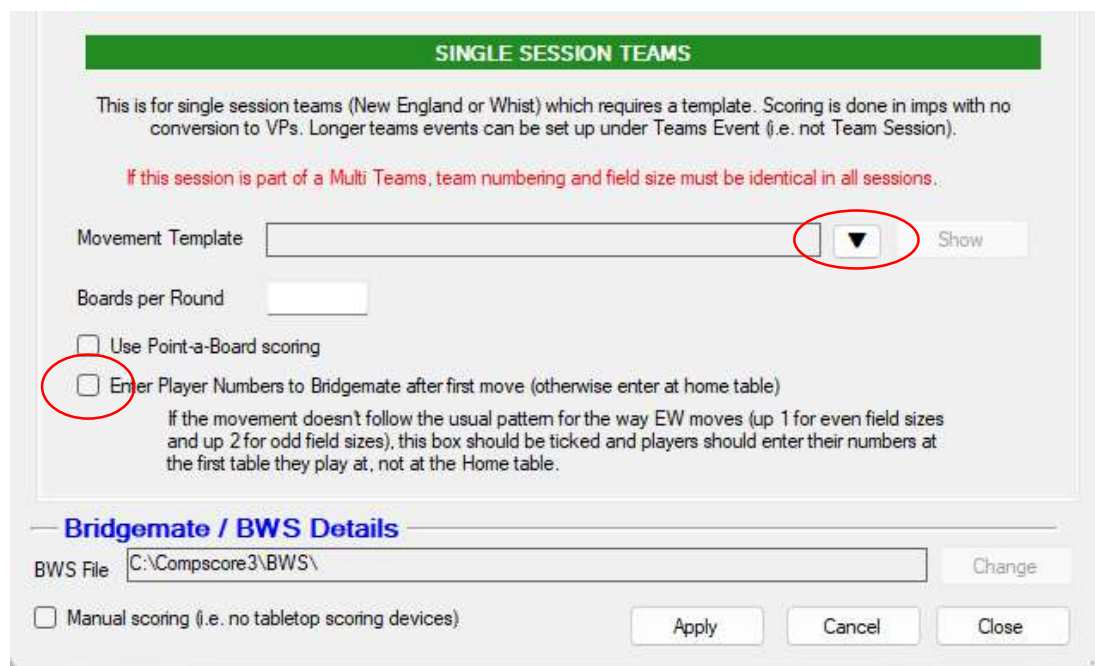 SINGLE SESSION TEAMS
This is for single session teams (New England or Whist) which requires a template. Scoring is done in imps with no
conversion to VPs. Longer teams events can be set up under Teams Event (i.e. not Team Session).
If this session is part of a Multi Teams, team numbering and field size must be identical in all sessions.
Movement Template
Show
Boards per Round
Use Point-a-Board scoring
Enter Player Numbers to Bridgemate after first move (otherwise enter at home table)
If the movement doesn't follow the usual pattern for the way EW moves (up 1 for even field sizes
and up 2 for odd field sizes), this box should be ticked and players should enter their numbers at
the first table they play at, not at the Home table.
Bridgemate / BWS Details
BWS File C:\Compscore3\BWS\ Change
Manual scoring (i.e. no tabletop scoring devices) Apply Cancel Close